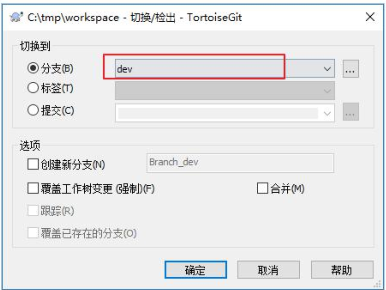 C:\tmp\workspace - 切换/检出 - TortoiseGit
切换到
分支(B)
dev
...
标签(T)
提交(C)
...
选项
创建新分支(N)
Branch_dev
覆盖工作树变更 (强制)(F)
合并(M)
跟踪(R)
覆盖已存在的分支(O)
确定
取消
帮助